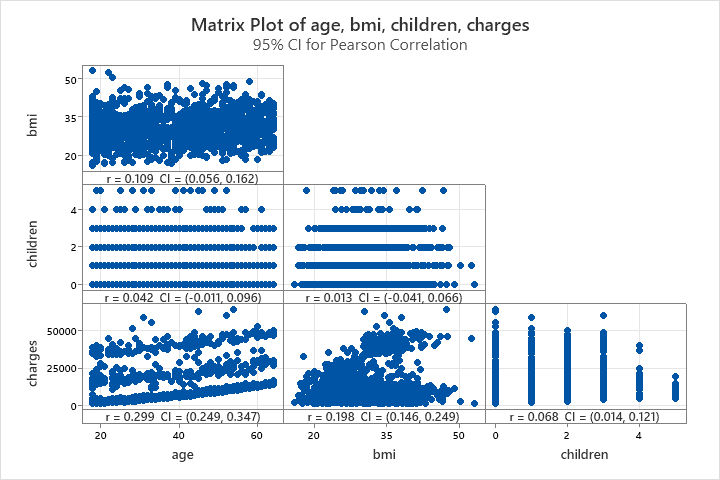 Matrix Plot of age, bmi, children, charges
95% CI for Pearson Correlation
50
35
20
bmi
r = 0.109 CI = (0.056, 0.162)
4
2
0
children
r = 0.042 CI = (-0.011, 0.096)
r = 0.013 CI = (-0.041, 0.066)
50000
25000
0
charges
r = 0.299 CI = (0.249, 0.347)
r = 0.198 CI = (0.146, 0.249)
r = 0.068 CI = (0.014, 0.121)
20 40 60
20 35 50
0 2 4
age
bmi
children